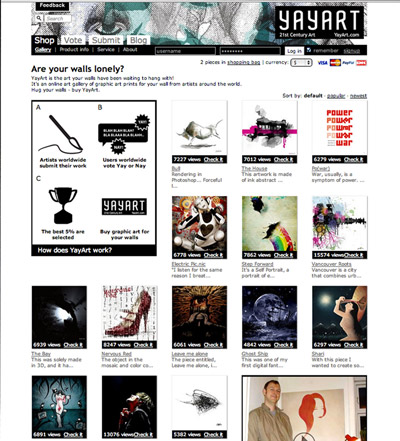 Feedback
Search
YAYART
21st Century Art YayArt.com
Shop Vote Submit Blog
Gallery Product info Service About username Log in remember signup
2 pieces in shopping bag | currency: $ VISA PayPal
Are your walls lonely?
YayArt is the art your walls have been waiting to hang with!
It's an online art gallery of graphic art prints for your wall from artists around the world.
Hug your walls - buy YayArt.
Sort by: default - popular - newest
A B
BLAH BLAH BLAH?
BLA BLAH BLAH!
YAY!
NAY!
Artists worldwide submit their work
Users worldwide vote Yay or Nay
C
YAYART
The best 5% are selected
Buy graphic art for your walls
How does YayArt work?
7227 views Check it
Bull
Rendering in Photoshop... Forceful t...
7012 views Check it
The House
This artwork is made of ink abstract ...
POWER
6279 views Check it
Po(wer)
War, usually, is a symptom of power. ...
6778 views Check it
Electric Pic.nic
"I listen for the same reason I treat...
7862 views Check it
Step Forward
It's a Self Portrait, a portrait of e...
15574 views Check it
Vancouver Roots
Vancouver is a city that combines urb...
6939 views Check it
The Bay
This was solely made in 3D, and it ha...
8247 views Check it
Nervous Red
The object in the mosaic and color co...
6061 views Check it
Leave me alone
The piece entitled, Leave me alone, i...
4842 views Check it
Ghost Ship
This was one of my first digital fant...
6297 views Check it
Shari
With this piece I wanted to create so...
6891 views Check it
13076 views Check it
5382 views Check it